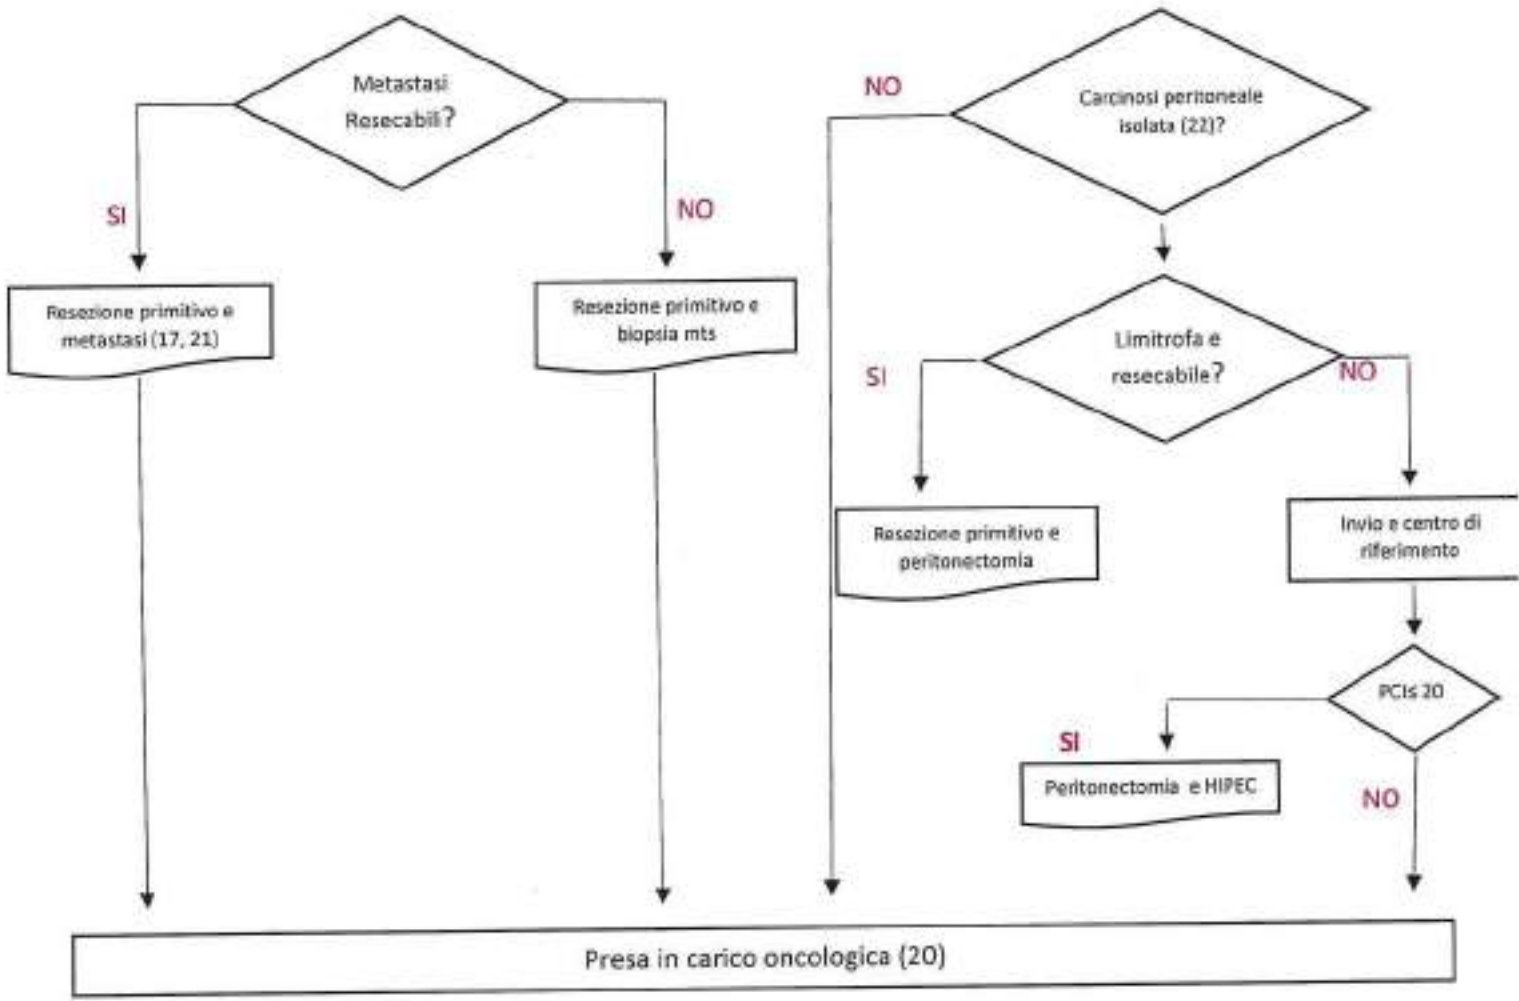 Metastasi
Resecabili?
SI
NO
Resezione primitivo e
metastasi (17, 21)
Resezione primitivo e
biopsia mts
NO
Carcinosi peritoneale
isolata (22)?
Limitrofa e
resecabile?
SI
NO
Resezione primitivo e
peritonectomia
Invio e centro di
riferimento
PCI≤ 20
SI
Peritonectomia e HIPEC
NO
Presa in carico oncologica (20)